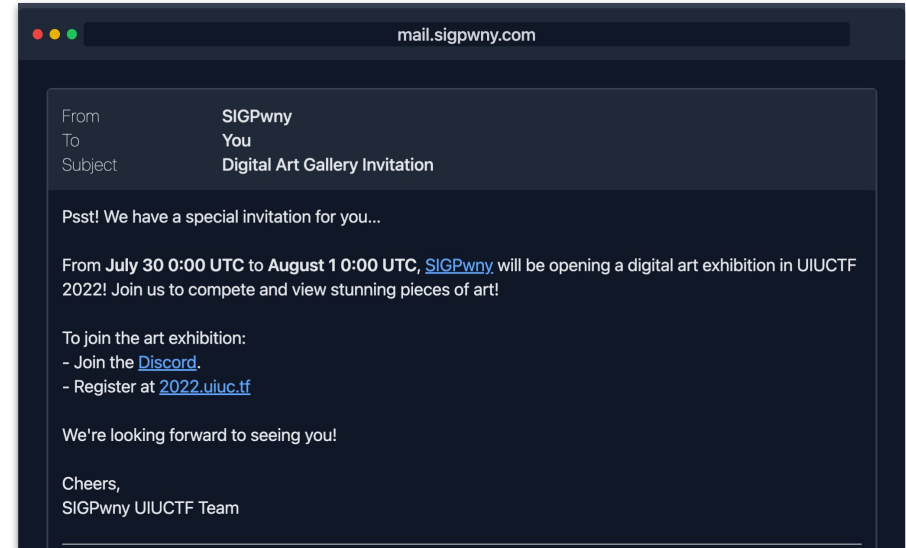 mail.sigpwny.com
From SIGPwny
To You
Subject Digital Art Gallery Invitation
Psst! We have a special invitation for you...
From July 30 0:00 UTC to August 1 0:00 UTC, SIGPwny will be opening a digital art exhibition in UIUCTF
2022! Join us to compete and view stunning pieces of art!
To join the art exhibition:
- Join the Discord.
- Register at 2022.uiuc.tf
We're looking forward to seeing you!
Cheers,
SIGPwny UIUCTF Team